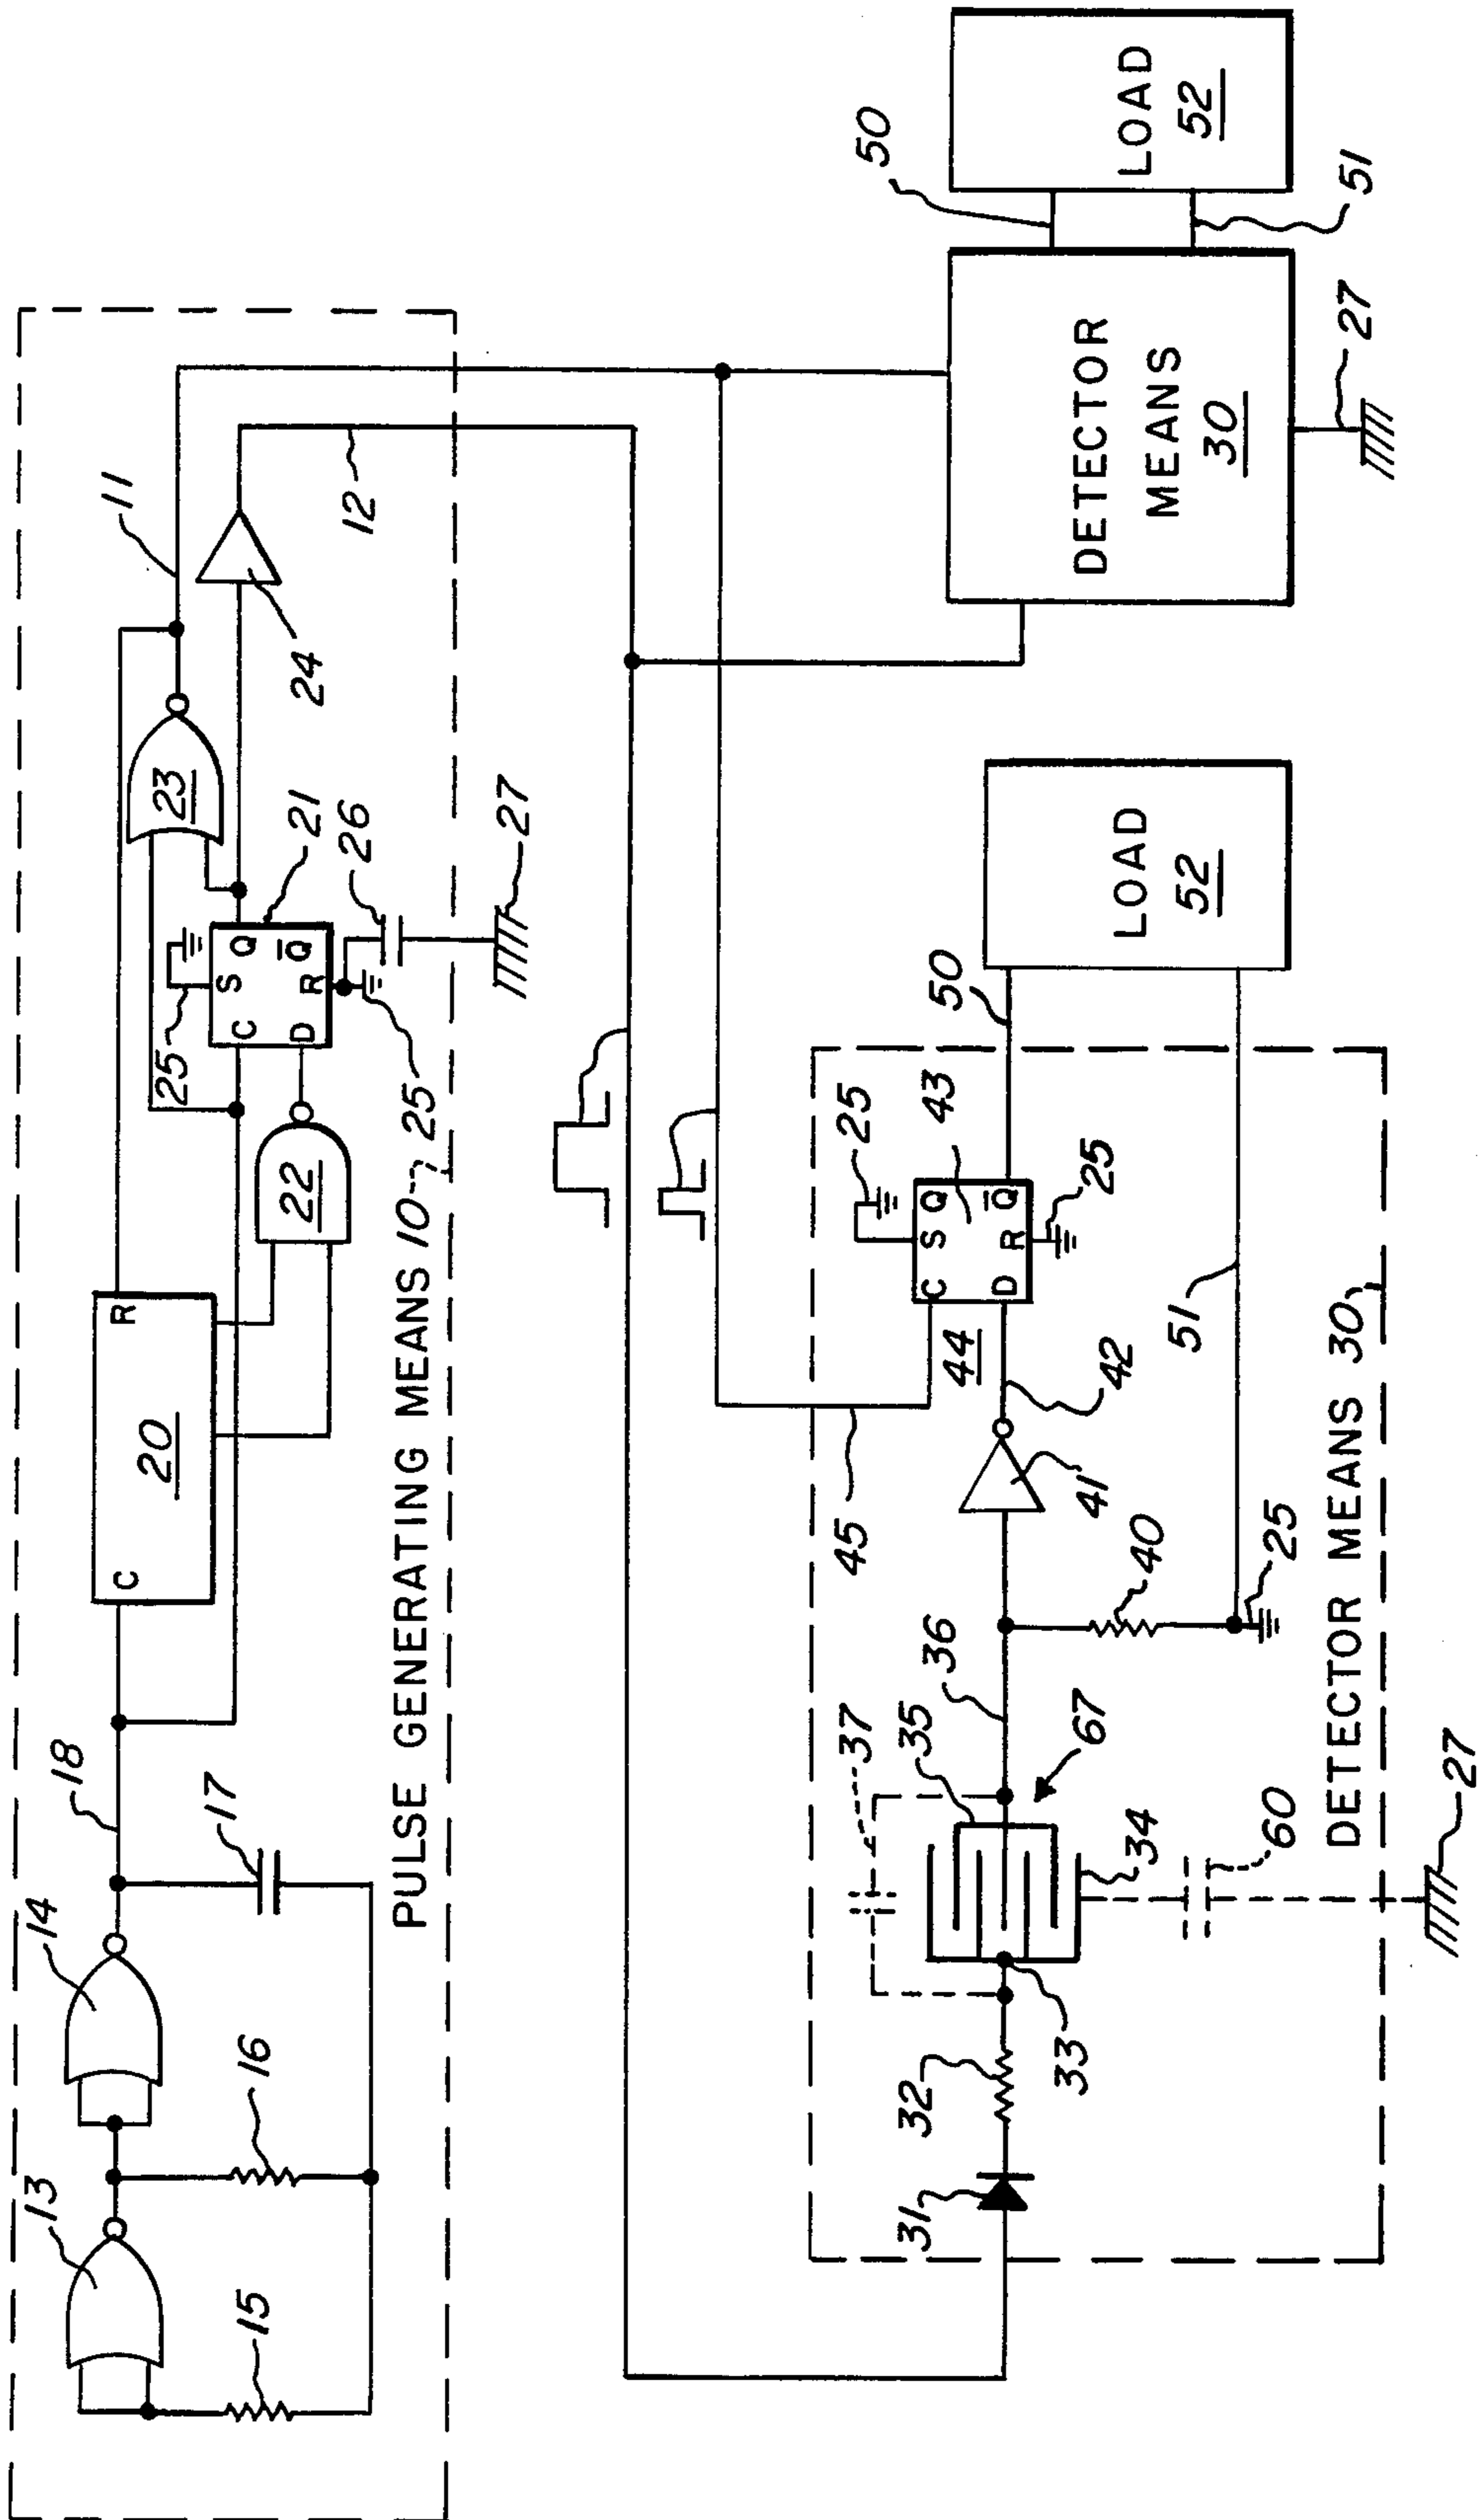 13
14
15
16
17
18
C
20
R
22
25
C
S
Q
D
R
Q̅
21
23
26
27
25
24
11
12
PULSE GENERATING MEANS 10
31
32
33
37
35
34
60
27
67
36
40
25
41
42
45
44
C
S
Q
D
R
Q̅
43
25
25
50
51
LOAD
52
DETECTOR MEANS 30
DETECTOR
MEANS
30
27
50
51
LOAD
52